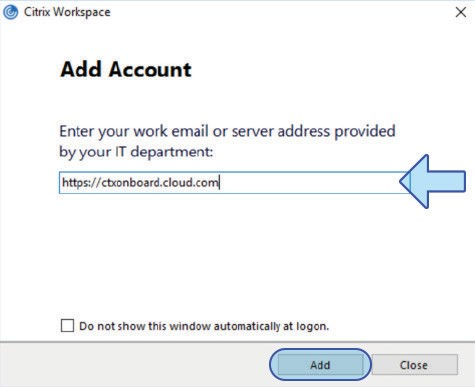 Citrix Workspace
Add Account
Enter your work email or server address provided
by your IT department:
https://ctxonboard.cloud.com
Do not show this window automatically at logon.
Add
Close